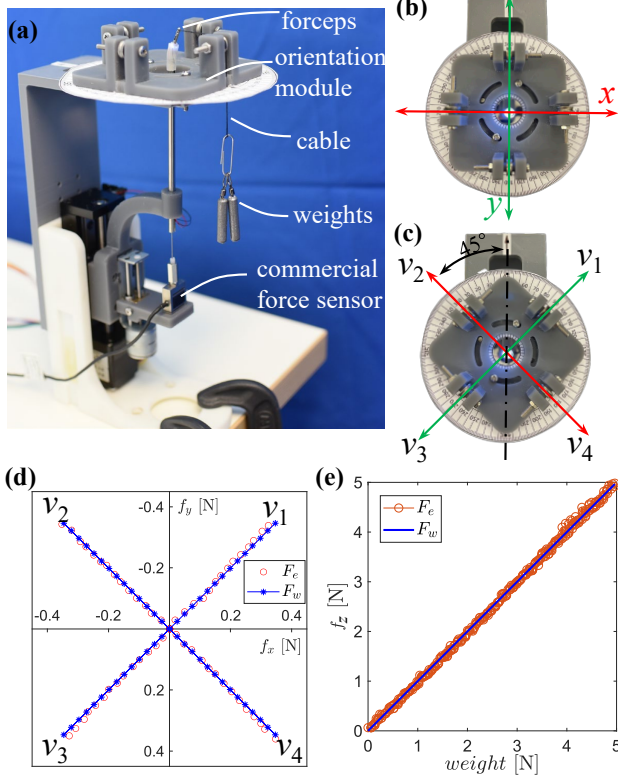 (a)
forceps
orientation
module
cable
weights
commercial
force sensor
(b)
x
y
(c)
45°
v2
v1
v3
v4
(d)
-0.4
fy [N]
v2
v1
-0.2
Fe
Fw
-0.4
-0.2
0.2
0.4
fx [N]
0.2
v3
0.4
v4
(e)
5
Fe
Fw
4
3
fz [N]
2
1
0
0
1
2
3
4
5
weight [N]